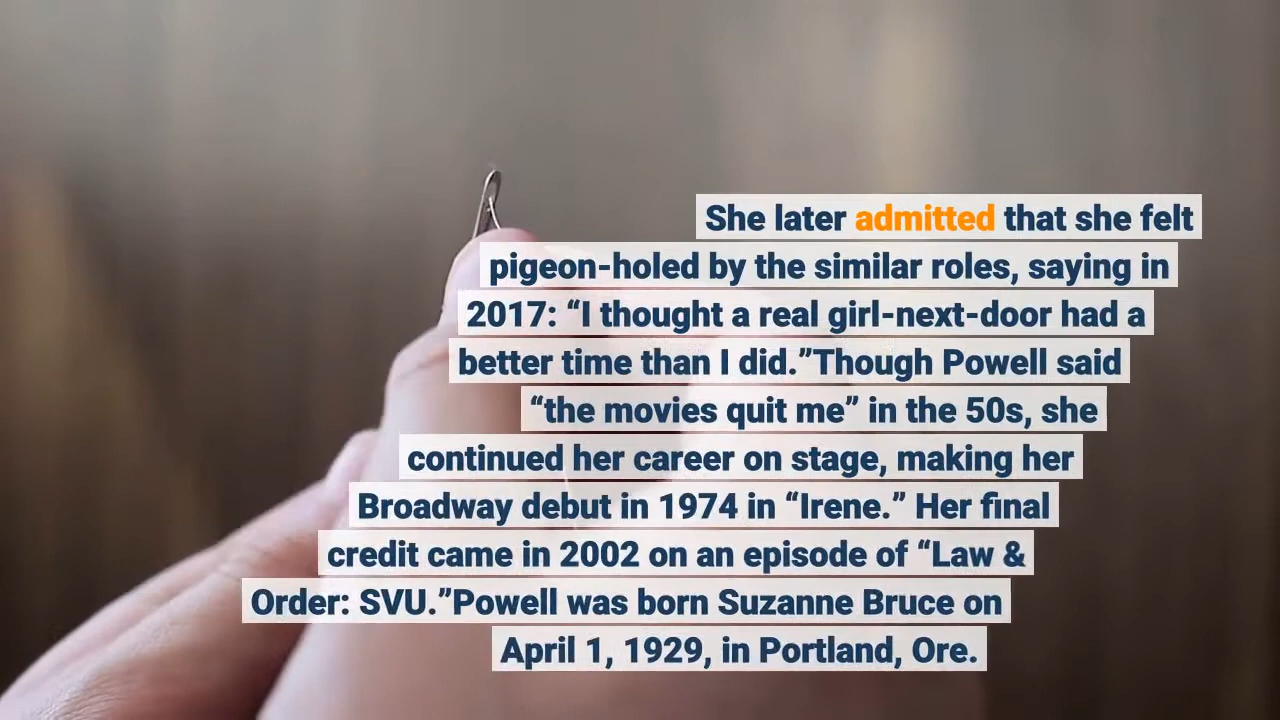 She later admitted that she felt
pigeon-holed by the similar roles, saying in
2017: “I thought a real girl-next-door had a
better time than I did.”Though Powell said
“the movies quit me” in the 50s, she
continued her career on stage, making her
Broadway debut in 1974 in “Irene.” Her final
credit came in 2002 on an episode of “Law &
Order: SVU.”Powell was born Suzanne Bruce on
April 1, 1929, in Portland, Ore.